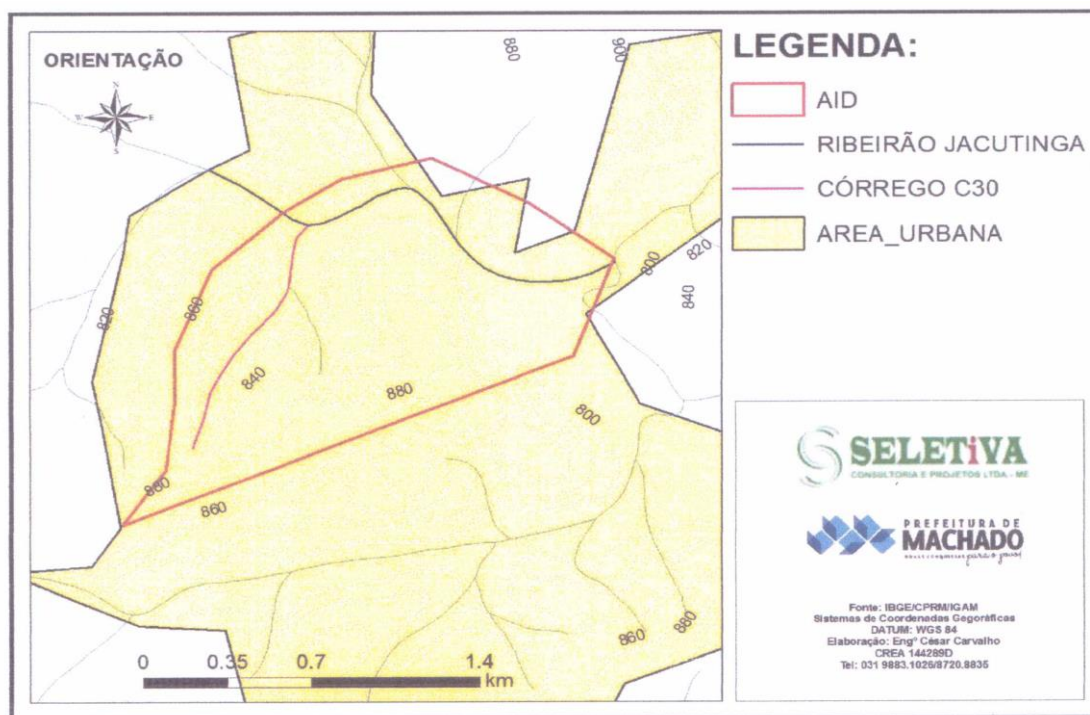 ORIENTAÇÃO
N
W
E
S
880
900
860
820
840
880
800
820
840
800
860
860
860
880
0 0.35 0.7 1.4
km
LEGENDA:
AID
RIBEIRÃO JACUTINGA
CÓRREGO C30
AREA_URBANA
SELETiVA
CONSULTORIA E PROJETOS LTDA - ME
PREFEITURA DE
MACHADO
para o povo!
Fonte: IBGE/CPRM/IGAM
Sistemas de Coordenadas Gegoráficas
DATUM: WGS 84
Elaboração: Engº César Carvalho
CREA 144289D
Tel: 031 9883.1026/8720.8835